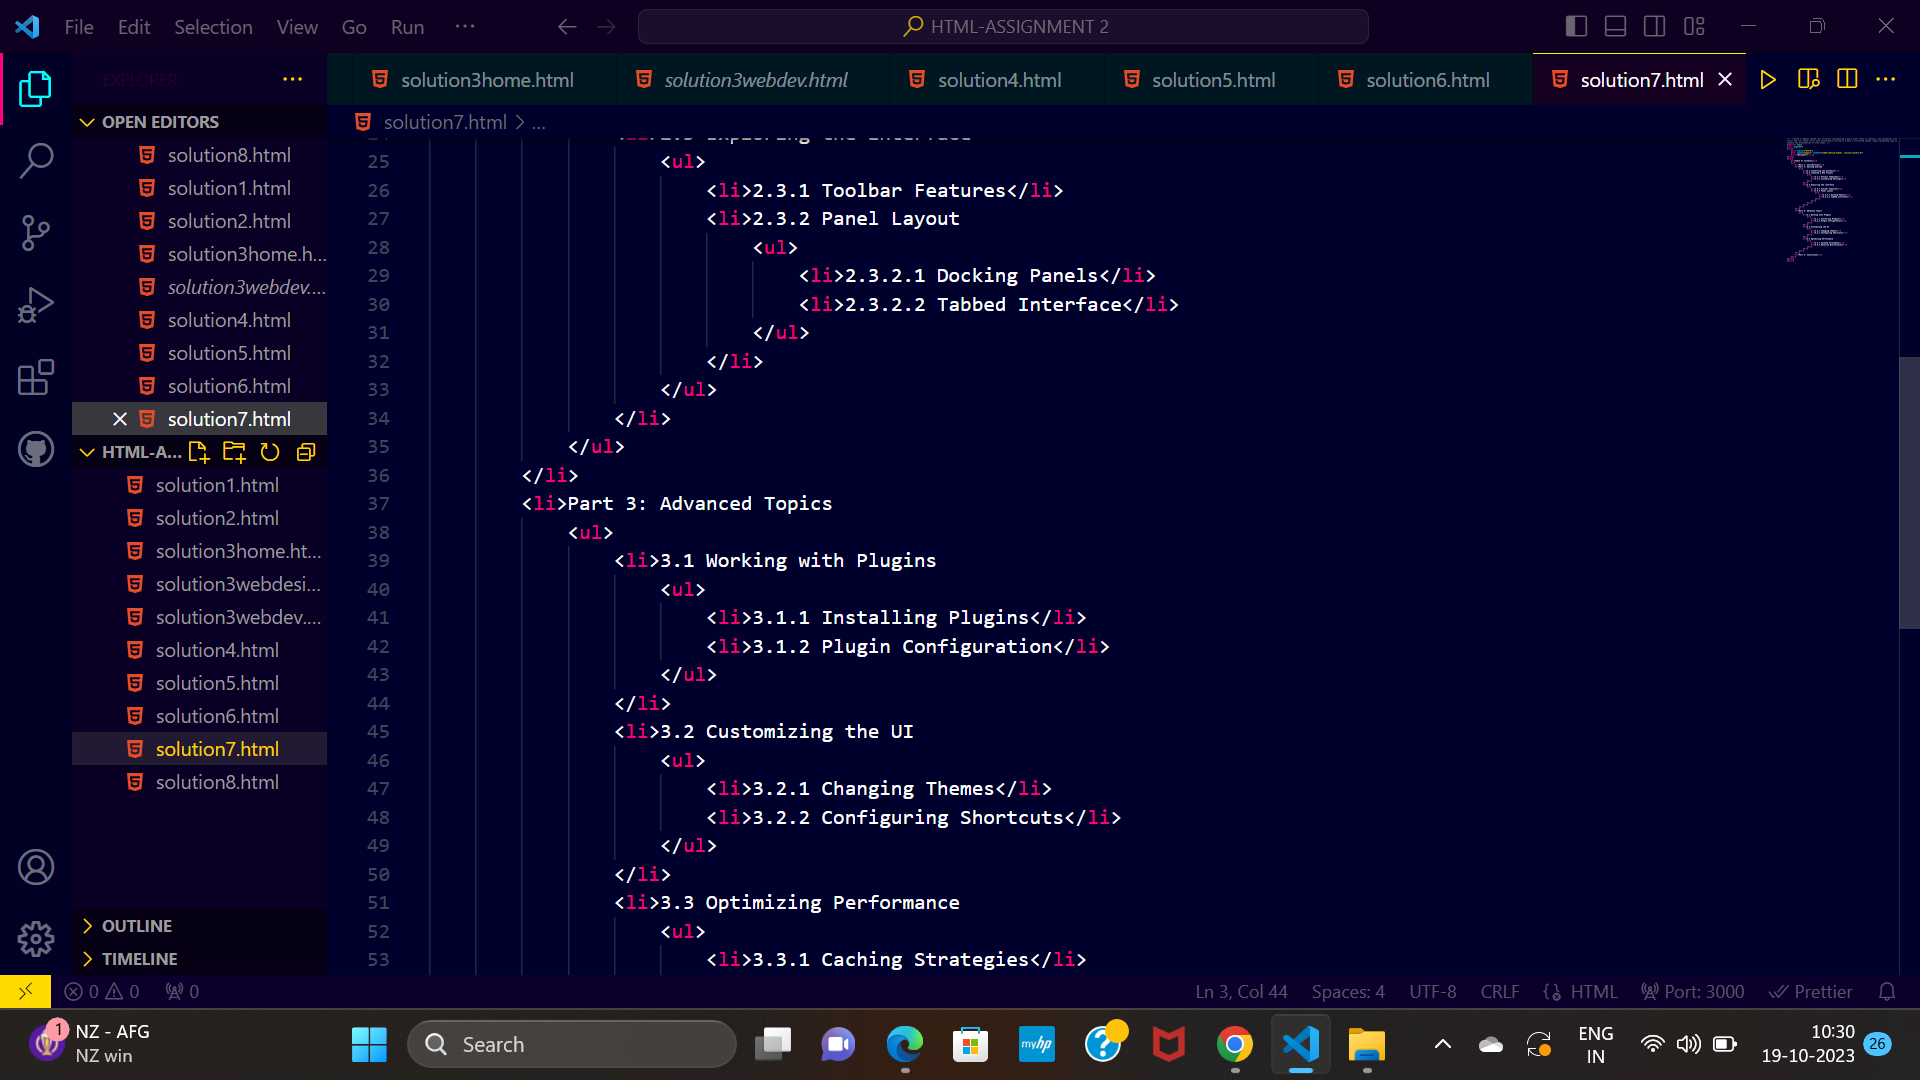 File Edit Selection View Go Run ...
HTML-ASSIGNMENT 2
EXPLORER
solution3home.html
solution3webdev.html
solution4.html
solution5.html
solution6.html
solution7.html
OPEN EDITORS
solution8.html
solution1.html
solution2.html
solution3home.h...
solution3webdev....
solution4.html
solution5.html
solution6.html
solution7.html
HTML-A...
solution1.html
solution2.html
solution3home.ht...
solution3webdesi...
solution3webdev....
solution4.html
solution5.html
solution6.html
solution7.html
solution8.html
OUTLINE
TIMELINE
solution7.html > ...
25 <ul>
26 <li>2.3.1 Toolbar Features</li>
27 <li>2.3.2 Panel Layout
28 <ul>
29 <li>2.3.2.1 Docking Panels</li>
30 <li>2.3.2.2 Tabbed Interface</li>
31 </ul>
32 </li>
33 </ul>
34 </li>
35 </ul>
36 </li>
37 <li>Part 3: Advanced Topics
38 <ul>
39 <li>3.1 Working with Plugins
40 <ul>
41 <li>3.1.1 Installing Plugins</li>
42 <li>3.1.2 Plugin Configuration</li>
43 </ul>
44 </li>
45 <li>3.2 Customizing the UI
46 <ul>
47 <li>3.2.1 Changing Themes</li>
48 <li>3.2.2 Configuring Shortcuts</li>
49 </ul>
50 </li>
51 <li>3.3 Optimizing Performance
52 <ul>
53 <li>3.3.1 Caching Strategies</li>
0 0 0
Ln 3, Col 44 Spaces: 4 UTF-8 CRLF HTML Port: 3000 Prettier
1
NZ - AFG
NZ win
Search
myhp
ENG
IN
10:30
19-10-2023
26